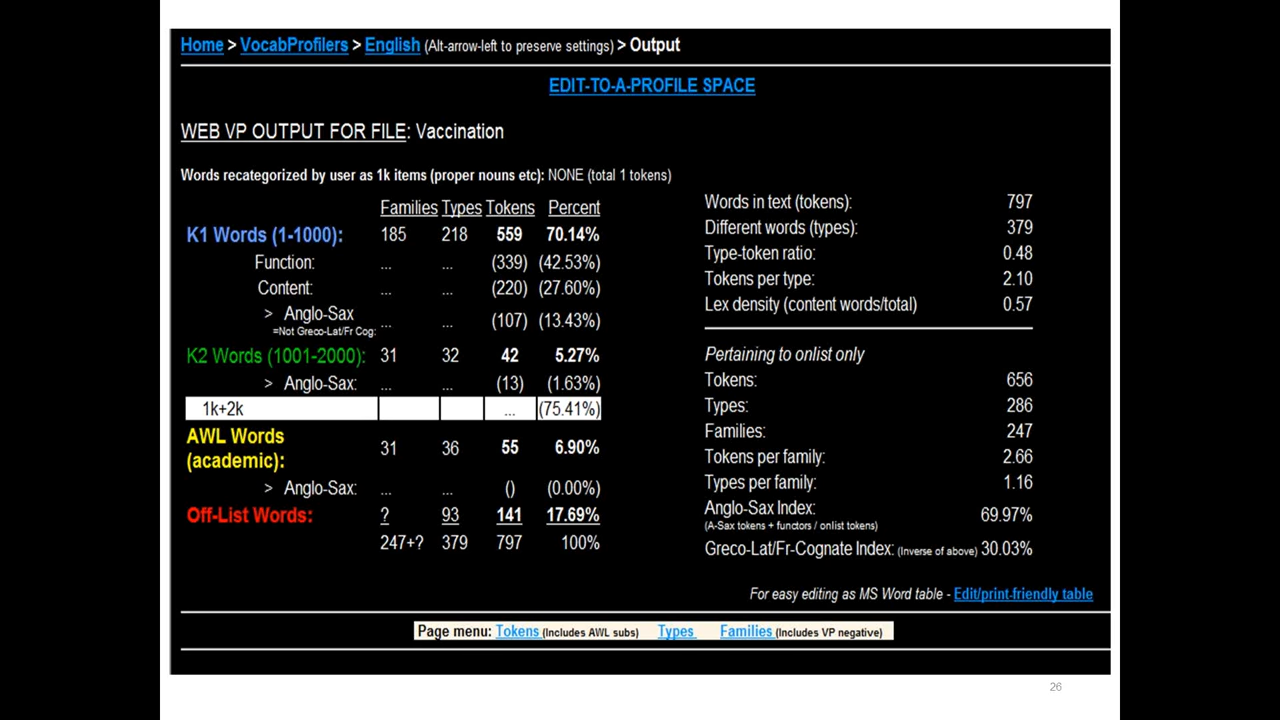 Home > VocabProfilers > English (Alt-arrow-left to preserve settings) > Output
EDIT-TO-A-PROFILE SPACE
WEB VP OUTPUT FOR FILE: Vaccination
Words recategorized by user as 1k items (proper nouns etc): NONE (total 1 tokens)
Families Types Tokens Percent
K1 Words (1-1000): 185 218 559 70.14%
Function: ... ... (339) (42.53%)
Content: ... ... (220) (27.60%)
> Anglo-Sax
=Not Greco-Lat/Fr Cog: ... ... (107) (13.43%)
K2 Words (1001-2000): 31 32 42 5.27%
> Anglo-Sax: ... ... (13) (1.63%)
1k+2k ... (75.41%)
AWL Words
(academic): 31 36 55 6.90%
> Anglo-Sax: ... ... () (0.00%)
Off-List Words: ? 93 141 17.69%
247+? 379 797 100%
Words in text (tokens): 797
Different words (types): 379
Type-token ratio: 0.48
Tokens per type: 2.10
Lex density (content words/total) 0.57
Pertaining to onlist only
Tokens: 656
Types: 286
Families: 247
Tokens per family: 2.66
Types per family: 1.16
Anglo-Sax Index: 69.97%
(A-Sax tokens + functors / onlist tokens)
Greco-Lat/Fr-Cognate Index: (Inverse of above) 30.03%
For easy editing as MS Word table - Edit/print-friendly table
Page menu: Tokens (Includes AWL subs) Types Families (Includes VP negative)
26